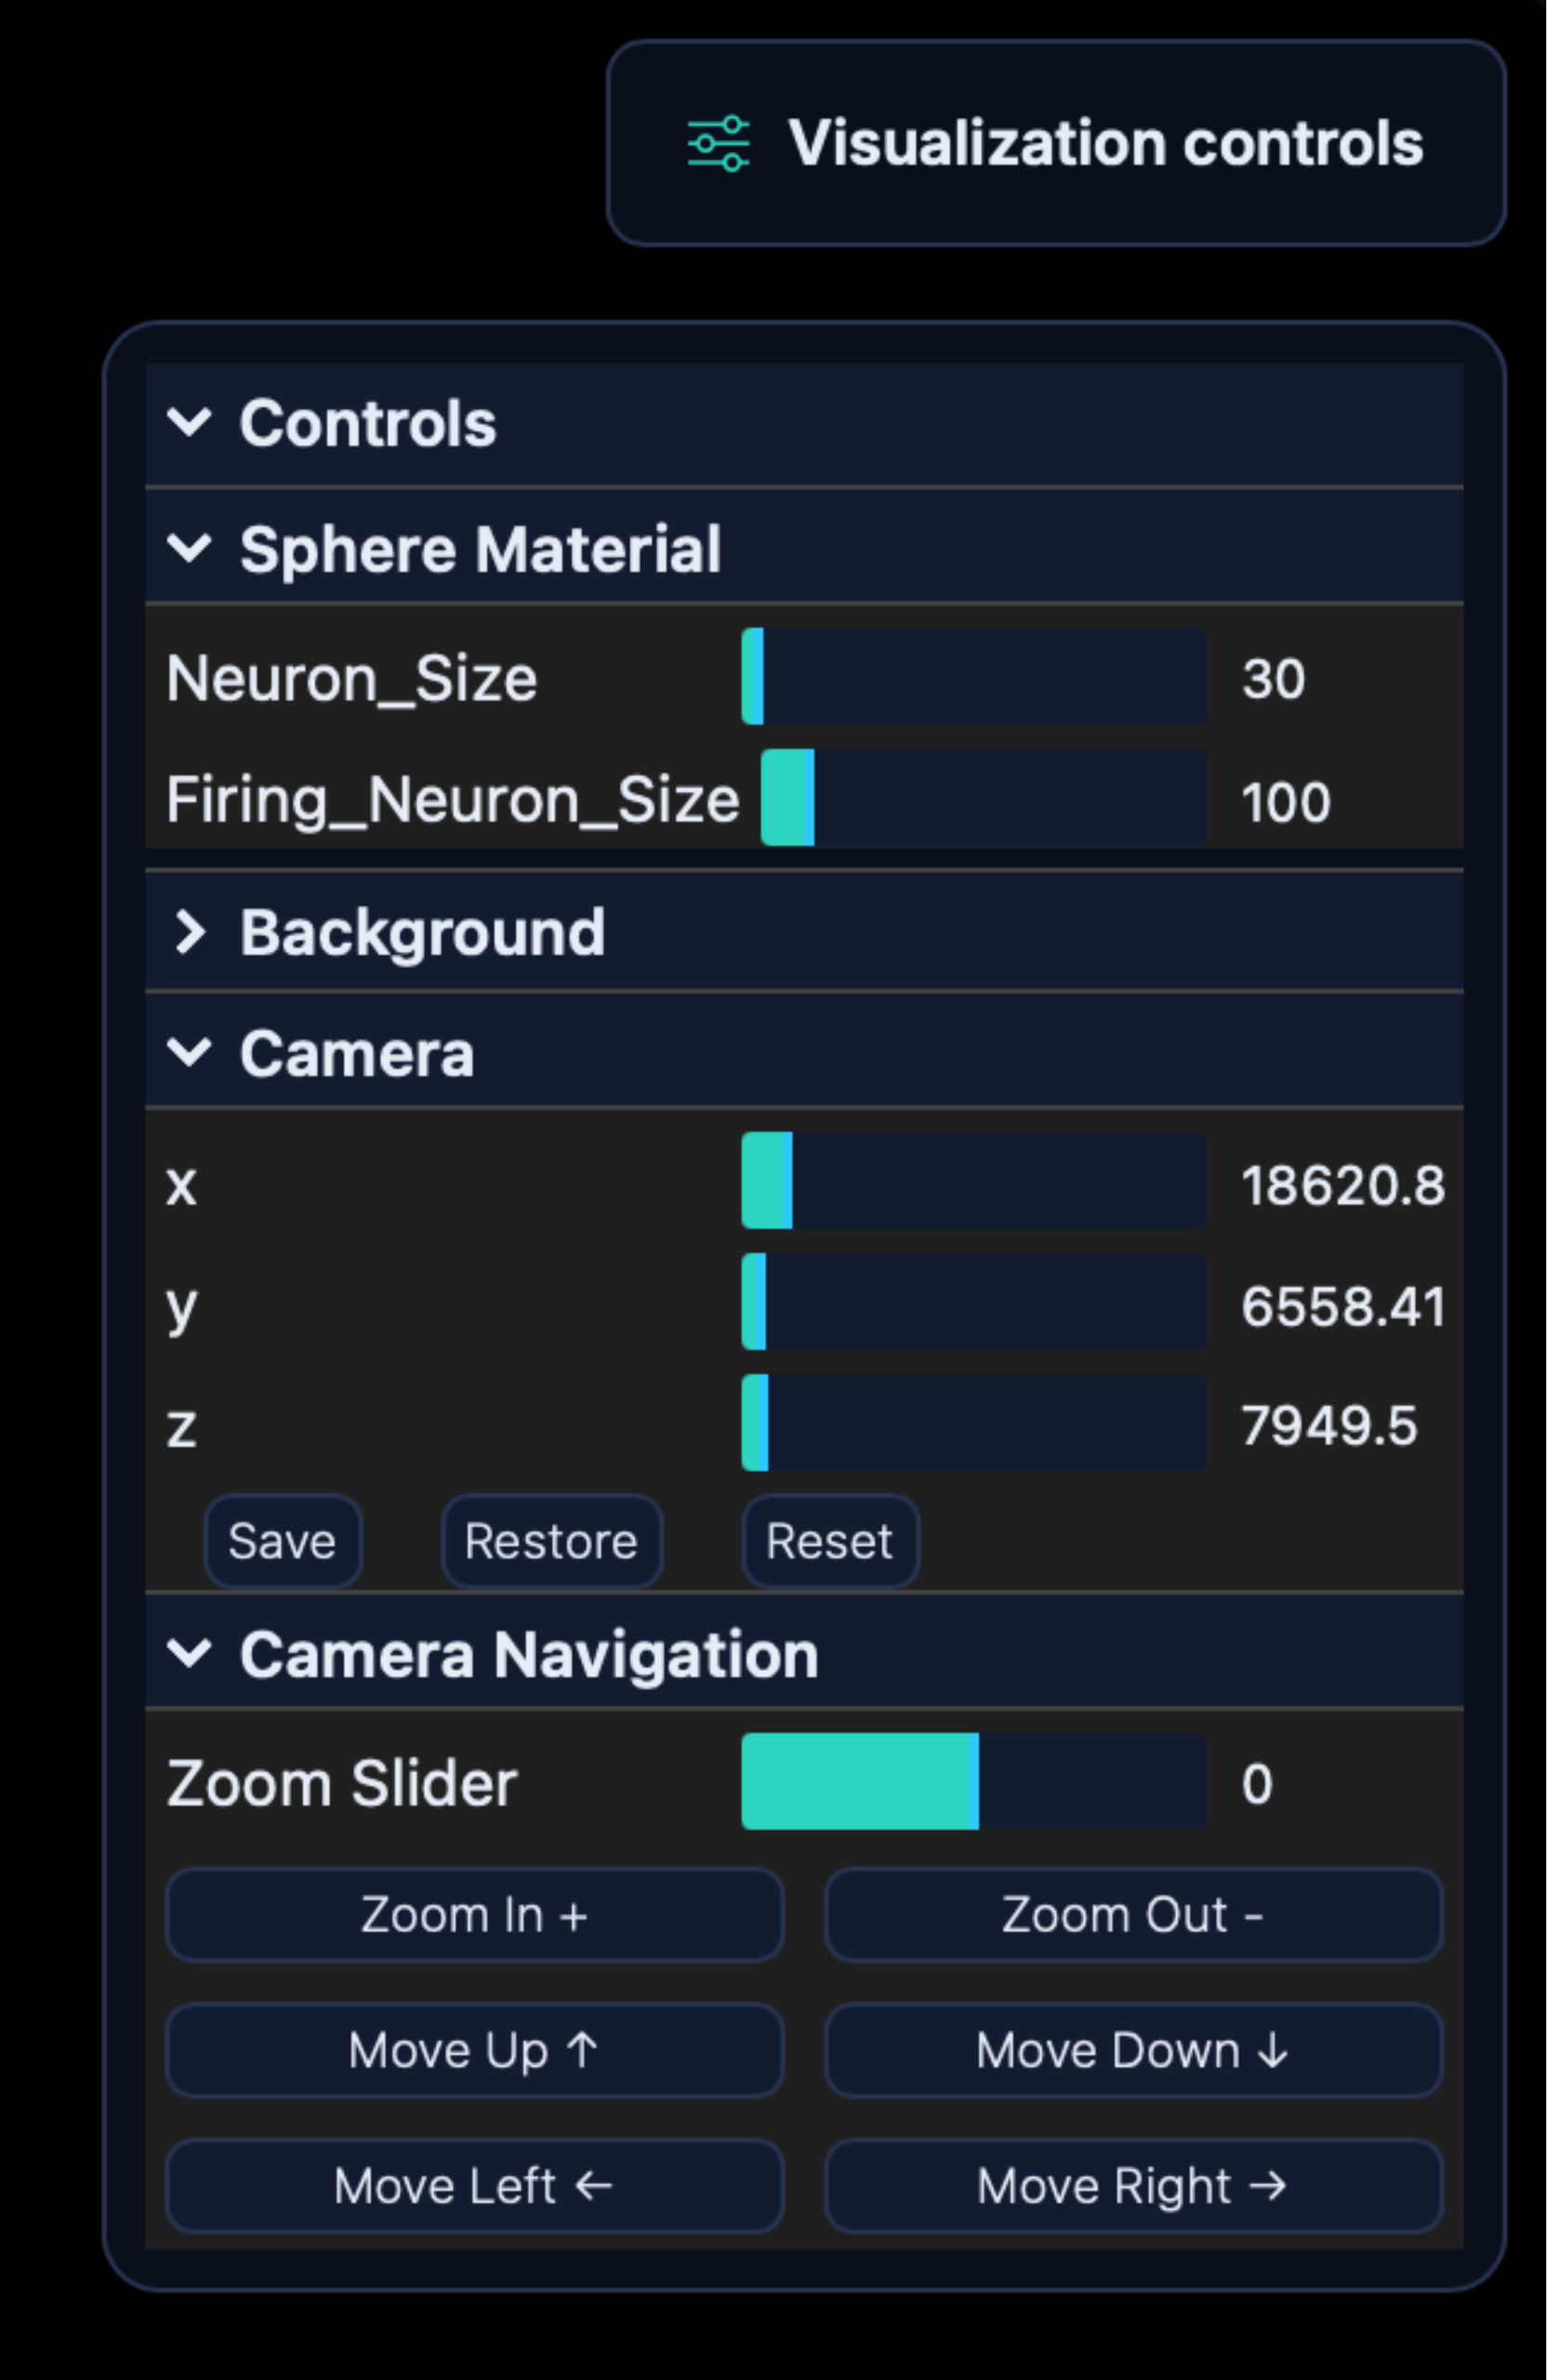 Visualization controls
Controls
Sphere Material
Neuron_Size 30
Firing_Neuron_Size 100
Background
Camera
x 18620.8
y 6558.41
z 7949.5
Save Restore Reset
Camera Navigation
Zoom Slider 0
Zoom In + Zoom Out -
Move Up ↑ Move Down ↓
Move Left ← Move Right →